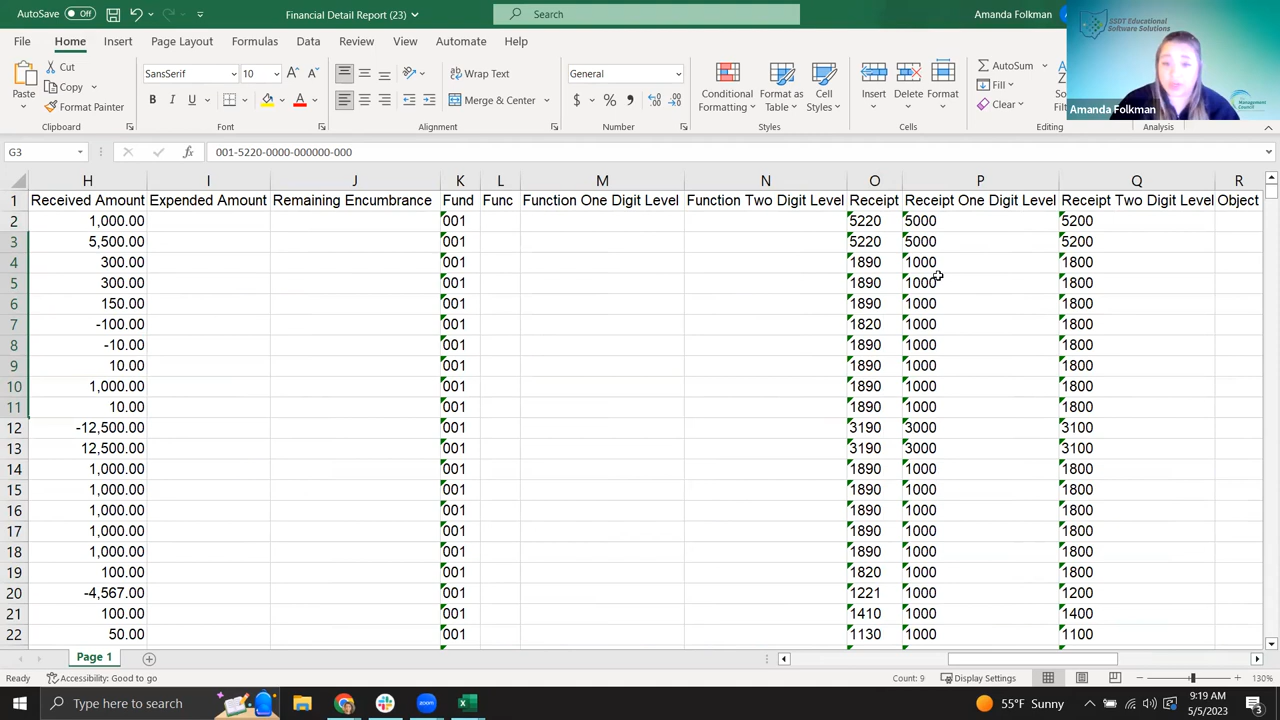 AutoSave Off Financial Detail Report (23) Search Amanda Folkman
SSDT Educational
Software Solutions
File Home Insert Page Layout Formulas Data Review View Automate Help
Cut
Copy
Format Painter
Paste
Clipboard
SansSerif 10
B I U
Font
Wrap Text
Merge & Center
Alignment
General
$ % 9
Number
Conditional Formatting
Format as Table
Cell Styles
Styles
Insert Delete Format
Cells
AutoSum
Fill
Clear
Editing
Analysis
Management
Council
Amanda Folkman
G3 fx 001-5220-0000-000000-000
H I J K L M N O P Q R
1 Received Amount Expended Amount Remaining Encumbrance Fund Func Function One Digit Level Function Two Digit Level Receipt Receipt One Digit Level Receipt Two Digit Level Object
2 1,000.00 001 5220 5000 5200
3 5,500.00 001 5220 5000 5200
4 300.00 001 1890 1000 1800
5 300.00 001 1890 1000 1800
6 150.00 001 1890 1000 1800
7 -100.00 001 1820 1000 1800
8 -10.00 001 1890 1000 1800
9 10.00 001 1890 1000 1800
10 1,000.00 001 1890 1000 1800
11 10.00 001 1890 1000 1800
12 -12,500.00 001 3190 3000 3100
13 12,500.00 001 3190 3000 3100
14 1,000.00 001 1890 1000 1800
15 1,000.00 001 1890 1000 1800
16 1,000.00 001 1890 1000 1800
17 1,000.00 001 1890 1000 1800
18 1,000.00 001 1890 1000 1800
19 100.00 001 1820 1000 1800
20 -4,567.00 001 1221 1000 1200
21 100.00 001 1410 1000 1400
22 50.00 001 1130 1000 1100
Page 1
Ready Accessibility: Good to go Count: 9 Display Settings 130%
Type here to search 55°F Sunny 9:19 AM
5/5/2023